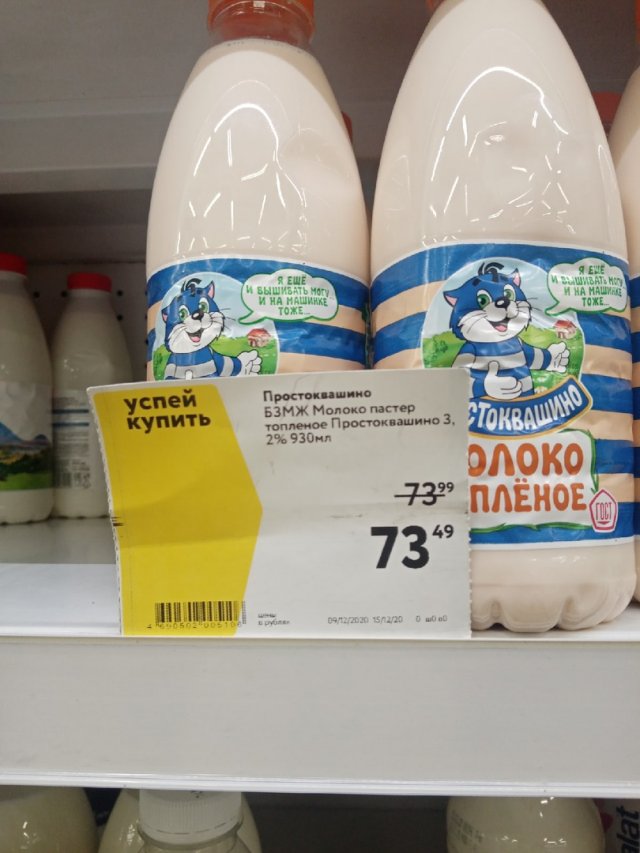 Я ЕЩЁ
И ВЫШИВАТЬ МОГУ
И НА МАШИНКЕ
ТОЖЕ...
Я ЕЩЁ
И ВЫШИВАТЬ МОГУ
И НА МАШИНКЕ
ТОЖЕ...
СТОКВАШИНО
ОЛОКО
ПЛЁНОЕ
ГОСТ
успей
купить
Простоквашино
БЗМЖ Молоко пастер
топленое Простоквашино 3,
2% 930мл
73 99
73 49
цены
в рублях
09/12/2020 15/12/20
alat